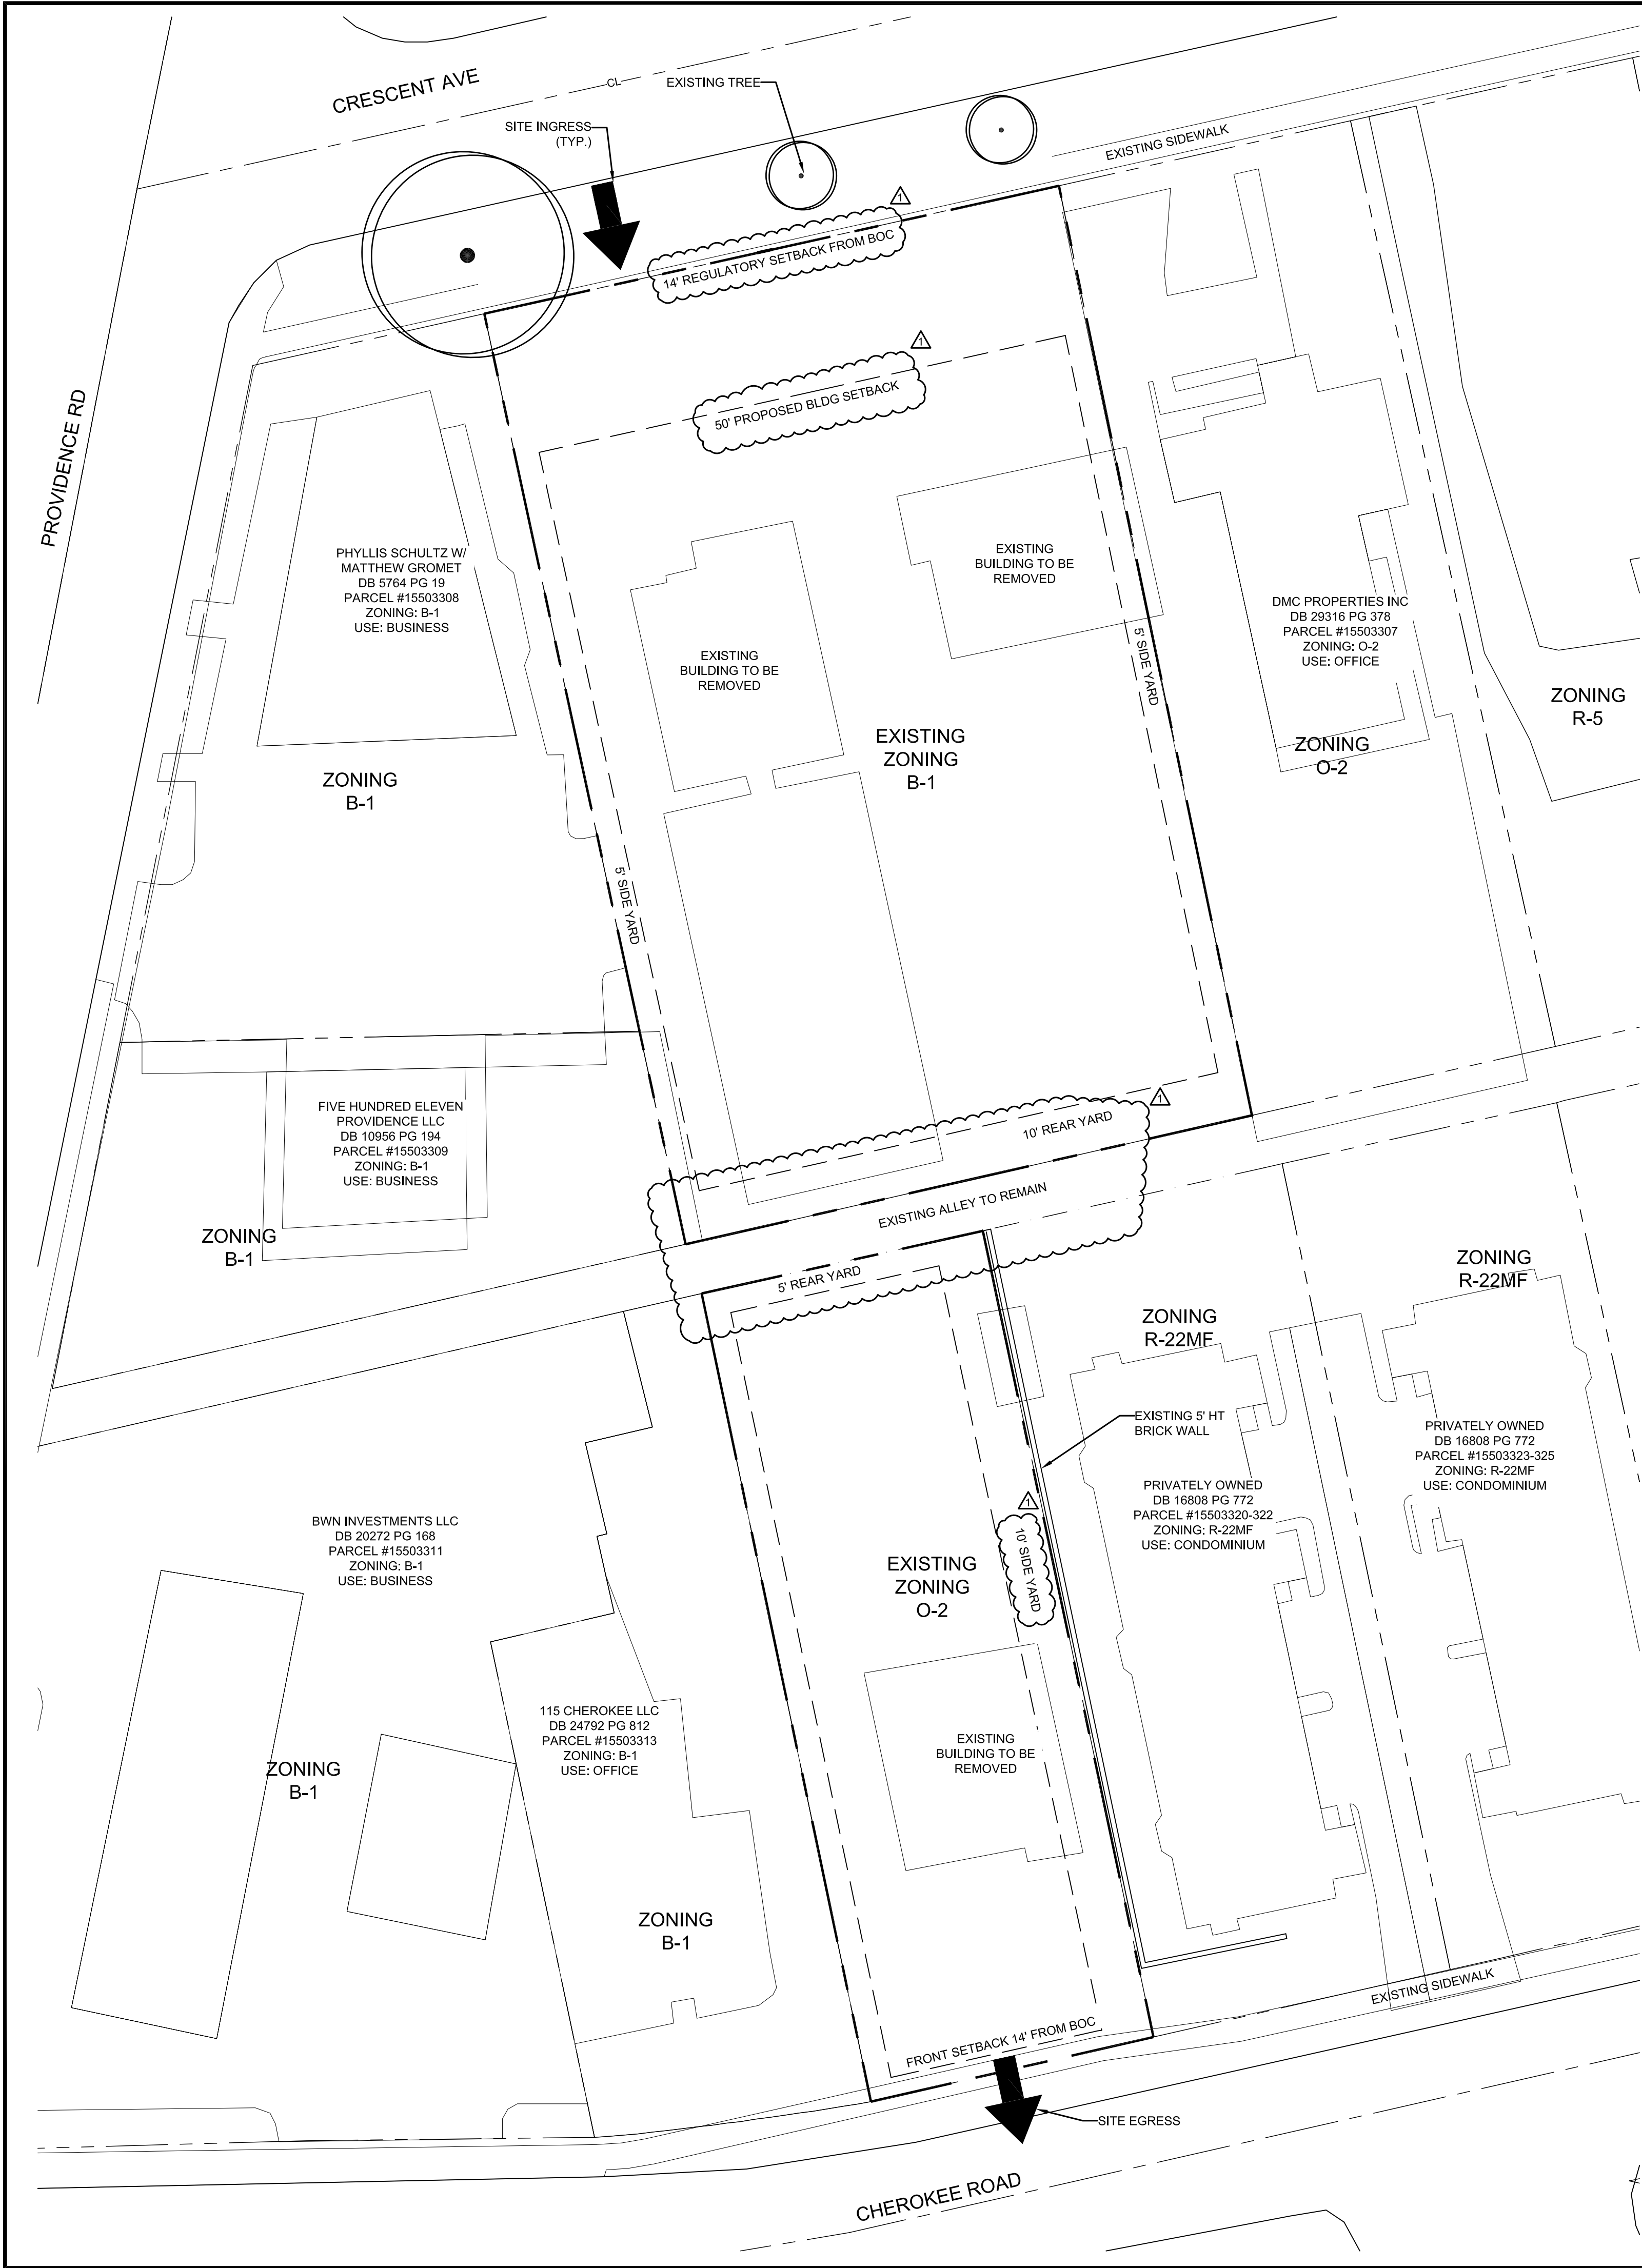 CRESCENT AVE
CL
EXISTING TREE
SITE INGRESS
(TYP.)
EXISTING SIDEWALK
1
14' REGULATORY SETBACK FROM BOC
1
50' PROPOSED BLDG SETBACK
PROVIDENCE RD
PHYLLIS SCHULTZ W/
MATTHEW GROMET
DB 5764 PG 19
PARCEL #15503308
ZONING: B-1
USE: BUSINESS
EXISTING
BUILDING TO BE
REMOVED
EXISTING
BUILDING TO BE
REMOVED
DMC PROPERTIES INC
DB 29316 PG 378
PARCEL #15503307
ZONING: O-2
USE: OFFICE
5' SIDE YARD
ZONING
R-5
EXISTING
ZONING
B-1
ZONING
O-2
ZONING
B-1
5' SIDE YARD
FIVE HUNDRED ELEVEN
PROVIDENCE LLC
DB 10956 PG 194
PARCEL #15503309
ZONING: B-1
USE: BUSINESS
1
10' REAR YARD
EXISTING ALLEY TO REMAIN
ZONING
B-1
5' REAR YARD
ZONING
R-22MF
ZONING
R-22MF
EXISTING 5' HT
BRICK WALL
PRIVATELY OWNED
DB 16808 PG 772
PARCEL #15503323-325
ZONING: R-22MF
USE: CONDOMINIUM
PRIVATELY OWNED
DB 16808 PG 772
PARCEL #15503320-322
ZONING: R-22MF
USE: CONDOMINIUM
1
10' SIDE YARD
BWN INVESTMENTS LLC
DB 20272 PG 168
PARCEL #15503311
ZONING: B-1
USE: BUSINESS
EXISTING
ZONING
O-2
115 CHEROKEE LLC
DB 24792 PG 812
PARCEL #15503313
ZONING: B-1
USE: OFFICE
EXISTING
BUILDING TO BE
REMOVED
ZONING
B-1
ZONING
B-1
EXISTING SIDEWALK
FRONT SETBACK 14' FROM BOC
SITE EGRESS
CHEROKEE ROAD